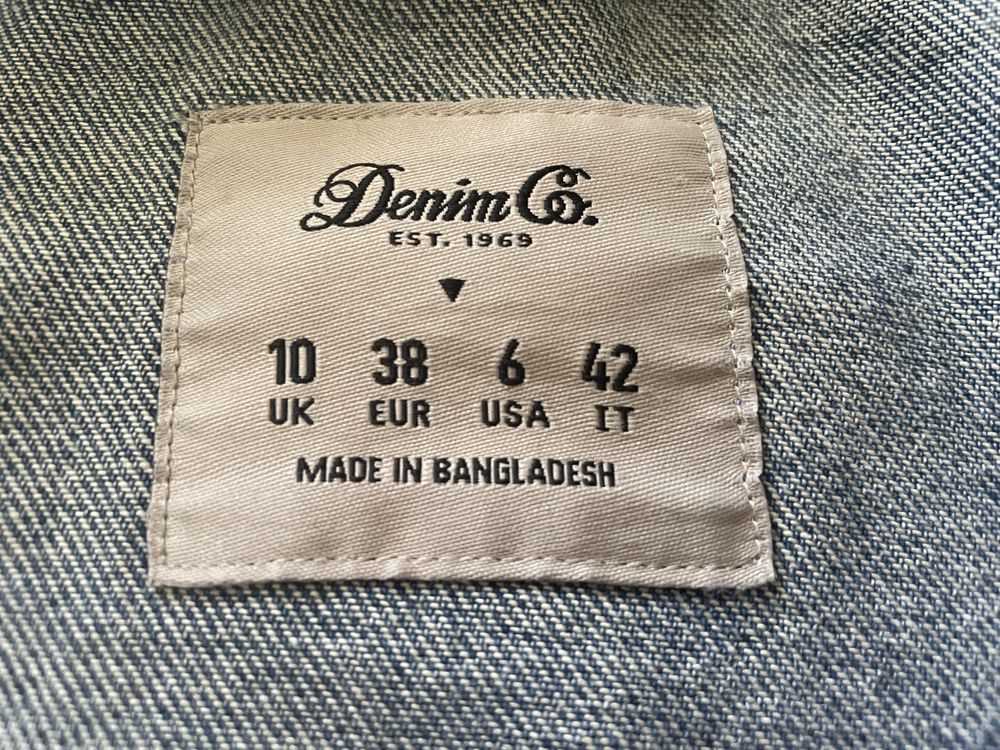 Denim Co.
EST. 1969
10 38 6 42
UK EUR USA IT
MADE IN BANGLADESH